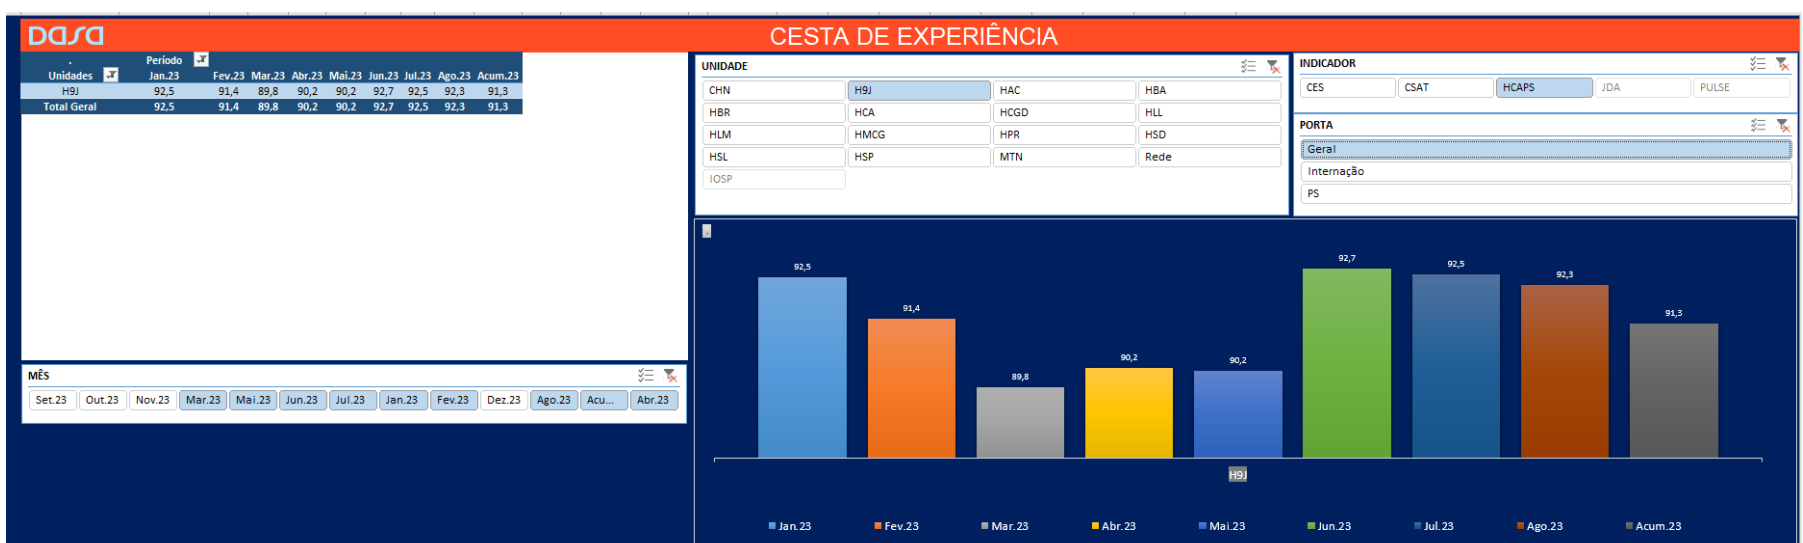 Dasa
CESTA DE EXPERIÊNCIA
. Período
Unidades Jan.23 Fev.23 Mar.23 Abr.23 Mai.23 Jun.23 Jul.23 Ago.23 Acum.23
H9J 92,5 91,4 89,8 90,2 90,2 92,7 92,5 92,3 91,3
Total Geral 92,5 91,4 89,8 90,2 90,2 92,7 92,5 92,3 91,3
MÊS
Set.23 Out.23 Nov.23 Mar.23 Mai.23 Jun.23 Jul.23 Jan.23 Fev.23 Dez.23 Ago.23 Acu... Abr.23
UNIDADE
CHN H9J HAC HBA
HBR HCA HCGD HLL
HLM HMCG HPR HSD
HSL HSP MTN Rede
IOSP
INDICADOR
CES CSAT HCAPS JDA PULSE
PORTA
Geral
Internação
PS
.
92,5 91,4 89,8 90,2 90,2 92,7 92,5 92,3 91,3
H9J
Jan.23 Fev.23 Mar.23 Abr.23 Mai.23 Jun.23 Jul.23 Ago.23 Acum.23